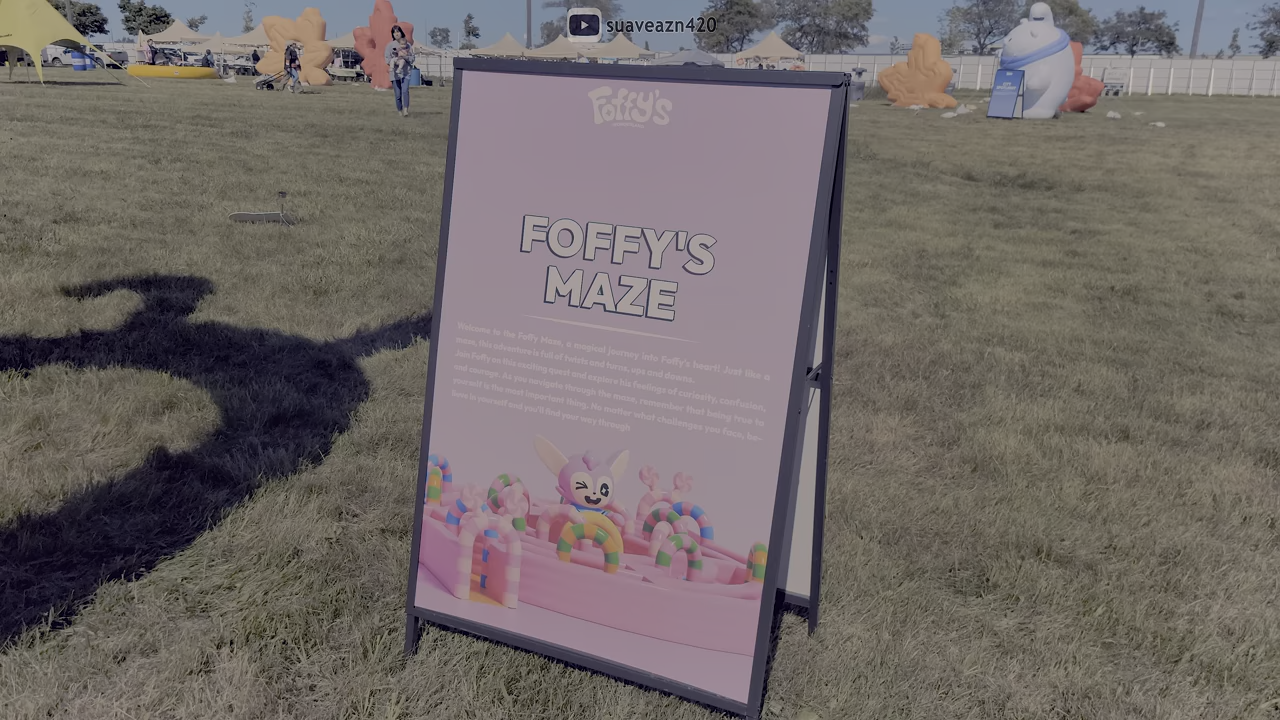 suaveazn420
Foffy's
FOFFY'S
MAZE
Welcome to the Foffy Maze, a magical journey into Foffy's heart! Just like a
maze, this adventure is full of twists and turns, ups and downs.
Join Foffy on this exciting quest and explore his feelings of curiosity, confusion,
and courage. As you navigate through the maze, remember that being true to
yourself is the most important thing. No matter what challenges you face, be-
have in yourself and you'll find your way through